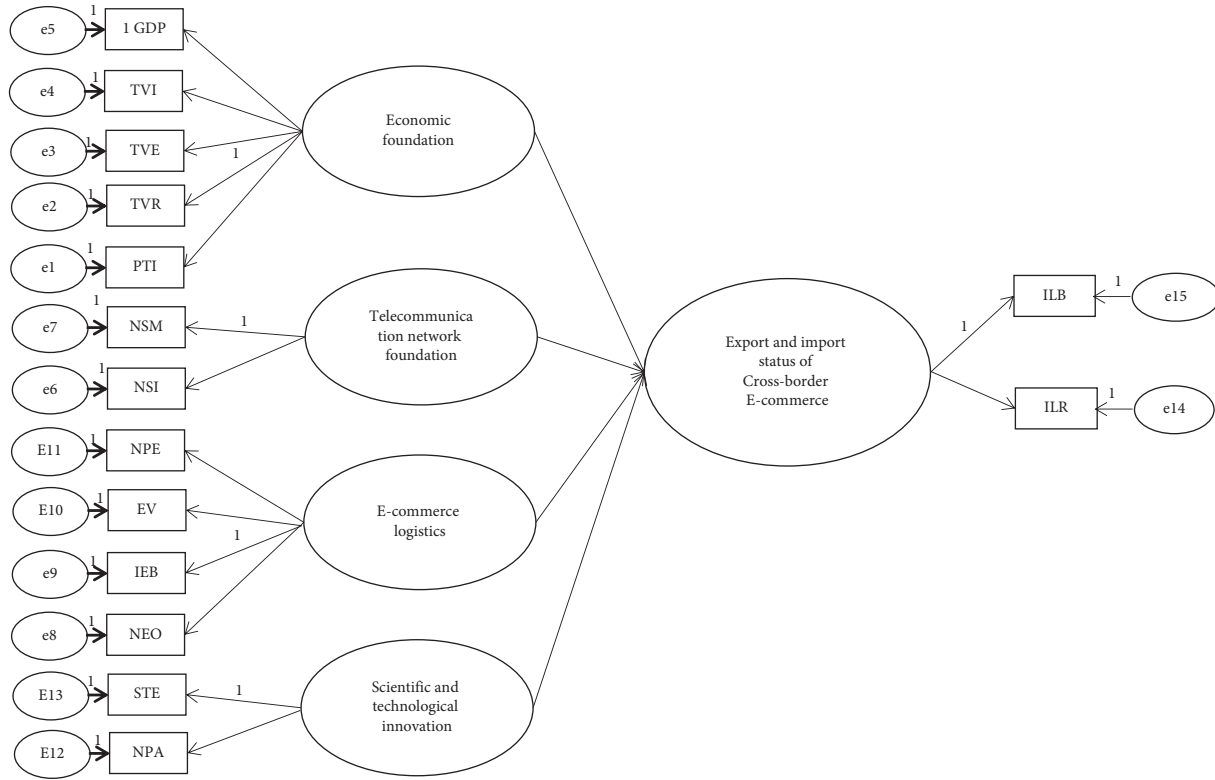 1
e5
1 GDP
1
e4
TVI
Economic
foundation
1
e3
TVE
1
1
e2
TVR
1
e1
PTI
1
e7
NSM
1
Telecommunica
tion network
foundation
1
e6
NSI
Export and import
status of
Cross-border
E-commerce
1
ILB
1
e15
ILR
1
e14
1
E11
NPE
1
E10
EV
E-commerce
logistics
1
1
e9
IEB
1
e8
NEO
1
E13
STE
1
Scientific and
technological
innovation
1
E12
NPA